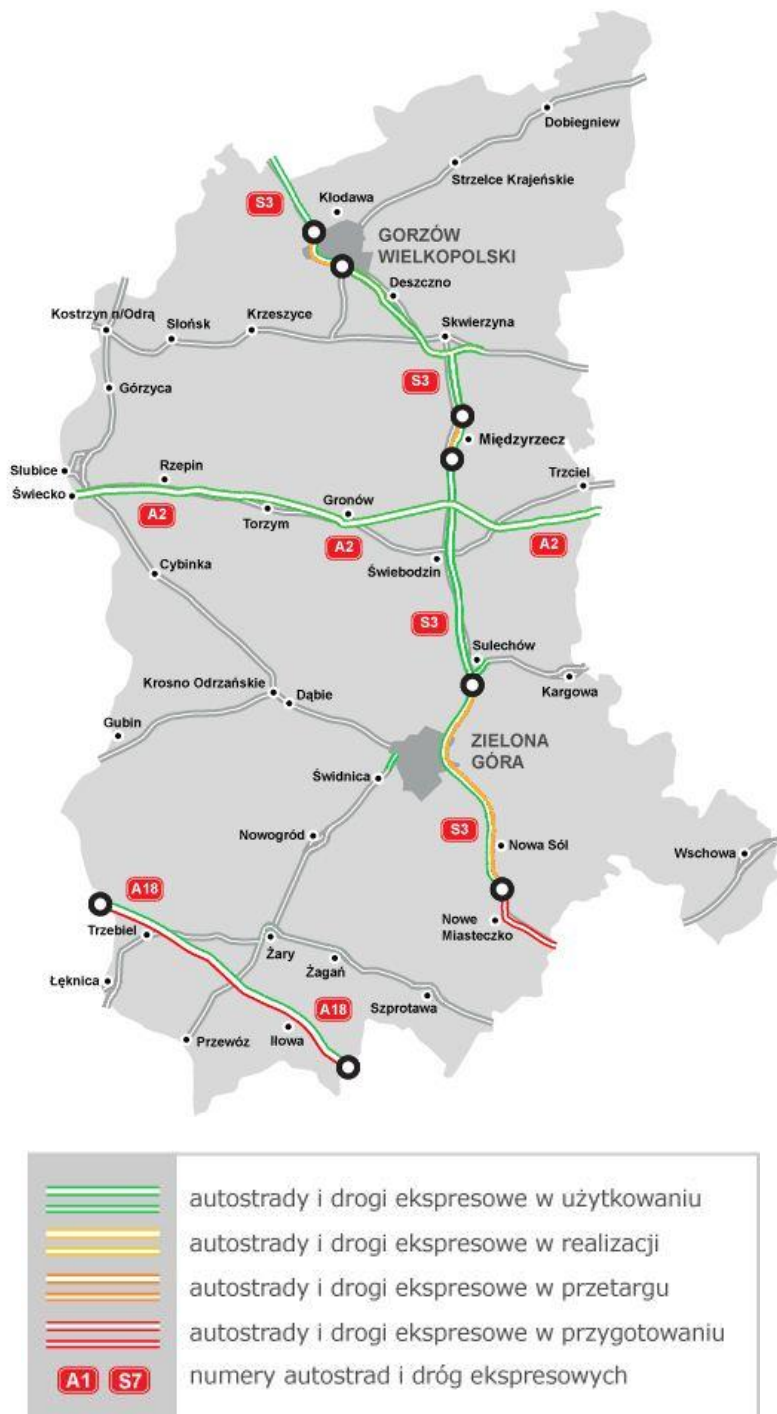 Dobiegniew
Strzelce Krajeńskie
Kłodawa
S3
GORZÓW
WIELKOPOLSKI
Deszczno
Kostrzyn n/Odrą
Słońsk
Krzeszyce
Skwierzyna
S3
Górzyca
Międzyrzecz
Słubice
Rzepin
Trzciel
Świecko
A2
Gronów
Torzym
A2
A2
Świebodzin
Cybinka
S3
Sulechów
Krosno Odrzańskie
Dąbie
Kargowa
Gubin
ZIELONA
GÓRA
Świdnica
Nowogród
S3
Nowa Sól
Wschowa
A18
Trzebiel
Nowe
Miasteczko
Żary
Żagań
Łęknica
Szprotawa
A18
Przewóz
Iłowa
autostrady i drogi ekspresowe w użytkowaniu
autostrady i drogi ekspresowe w realizacji
autostrady i drogi ekspresowe w przetargu
autostrady i drogi ekspresowe w przygotowaniu
A1 S7 numery autostrad i dróg ekspresowych